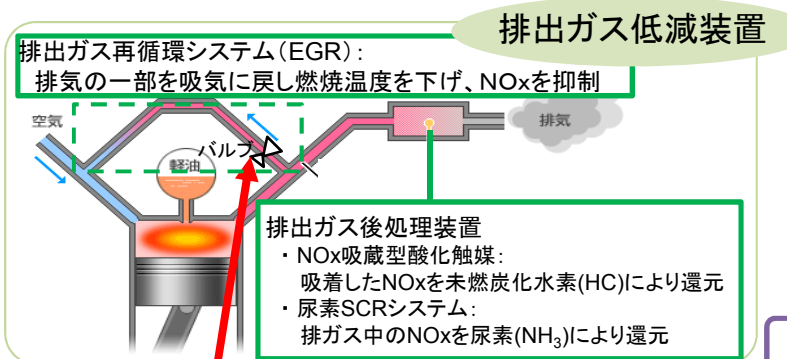 排出ガス低減装置
排出ガス再循環システム（EGR）:
排気の一部を吸気に戻し燃焼温度を下げ、NOxを抑制
空気
バルブ
軽油
排気
排出ガス後処理装置
・NOx吸蔵型酸化触媒:
吸着したNOxを未燃炭化水素(HC)により還元
・尿素SCRシステム:
排ガス中のNOxを尿素(NH₃)により還元